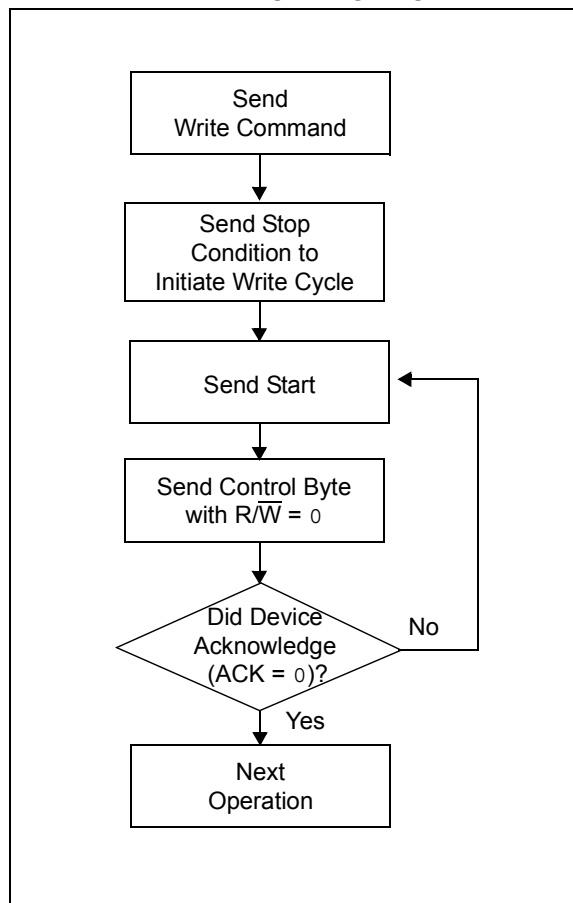 Send
Write Command
Send Stop
Condition to
Initiate Write Cycle
Send Start
Send Control Byte
with R/W̅ = 0
Did Device
Acknowledge
(ACK = 0)?
No
Yes
Next
Operation